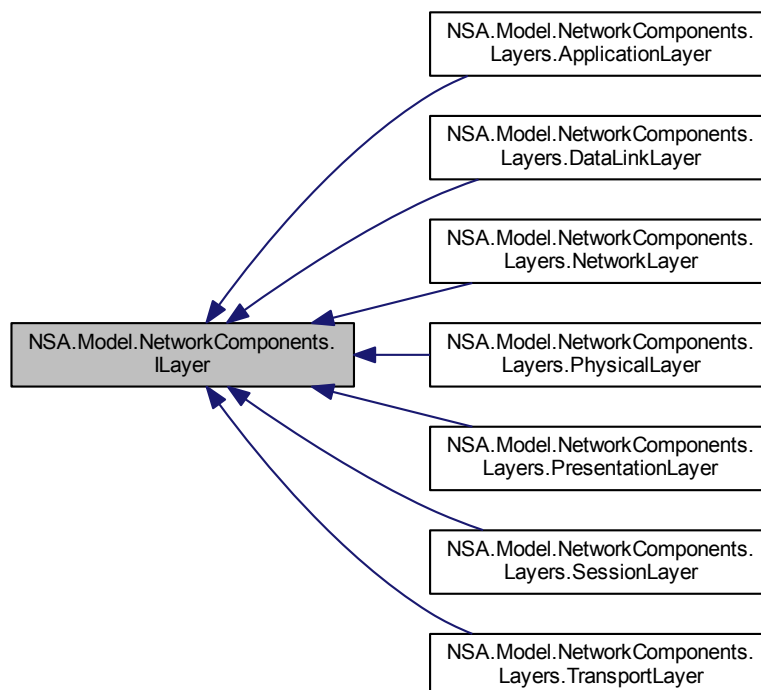 NSA.Model.NetworkComponents.
Layers.ApplicationLayer
NSA.Model.NetworkComponents.
Layers.DataLinkLayer
NSA.Model.NetworkComponents.
Layers.NetworkLayer
NSA.Model.NetworkComponents.
ILayer
NSA.Model.NetworkComponents.
Layers.PhysicalLayer
NSA.Model.NetworkComponents.
Layers.PresentationLayer
NSA.Model.NetworkComponents.
Layers.SessionLayer
NSA.Model.NetworkComponents.
Layers.TransportLayer